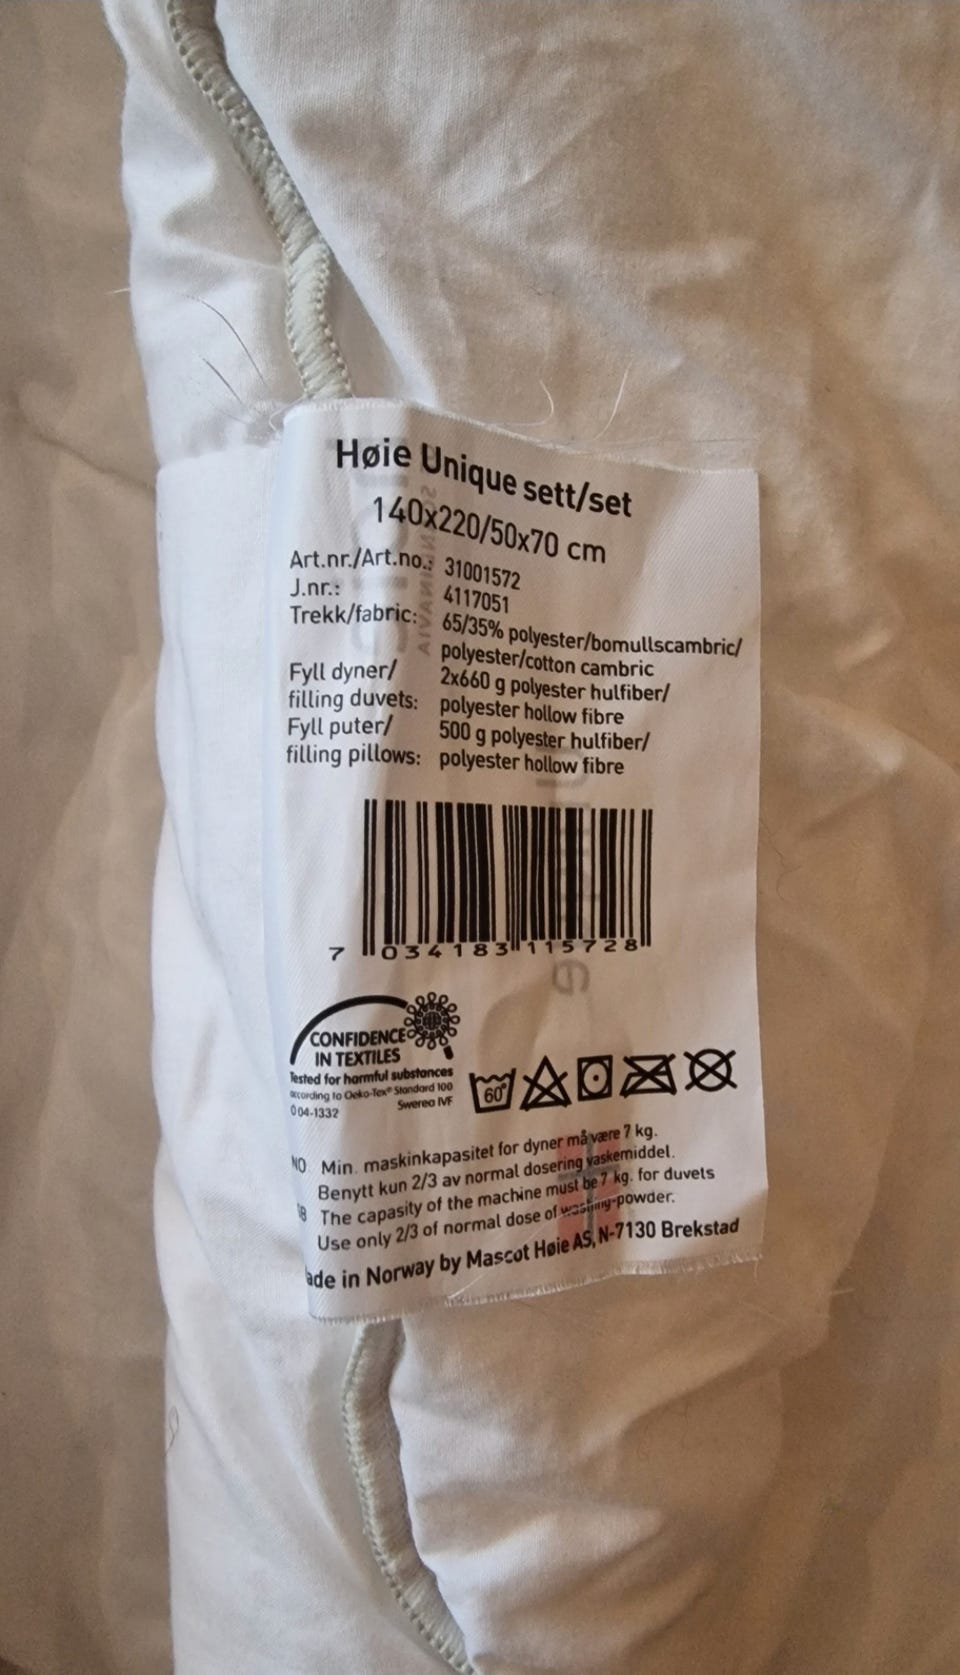 Høie Unique sett/set
140x220/50x70 cm
Art.nr./Art.no.: 31001572
J.nr.: 4117051
Trekk/fabric: 65/35% polyester/bomullscambric/
polyester/cotton cambric
Fyll dyner/ 2x660 g polyester hulfiber/
filling duvets: polyester hollow fibre
Fyll puter/ 500 g polyester hulfiber/
filling pillows: polyester hollow fibre
7 034183 115728
CONFIDENCE
IN TEXTILES
Tested for harmful substances
according to Oeko-Tex® Standard 100
004-1332 Swerea IVF
60°
NO Min. maskinkapasitet for dyner må være 7 kg.
Benytt kun 2/3 av normal dosering vaskemiddel.
GB The capacity of the machine must be 7 kg. for duvets
Use only 2/3 of normal dose of washing-powder.
ade in Norway by Mascot Høie AS, N-7130 Brekstad